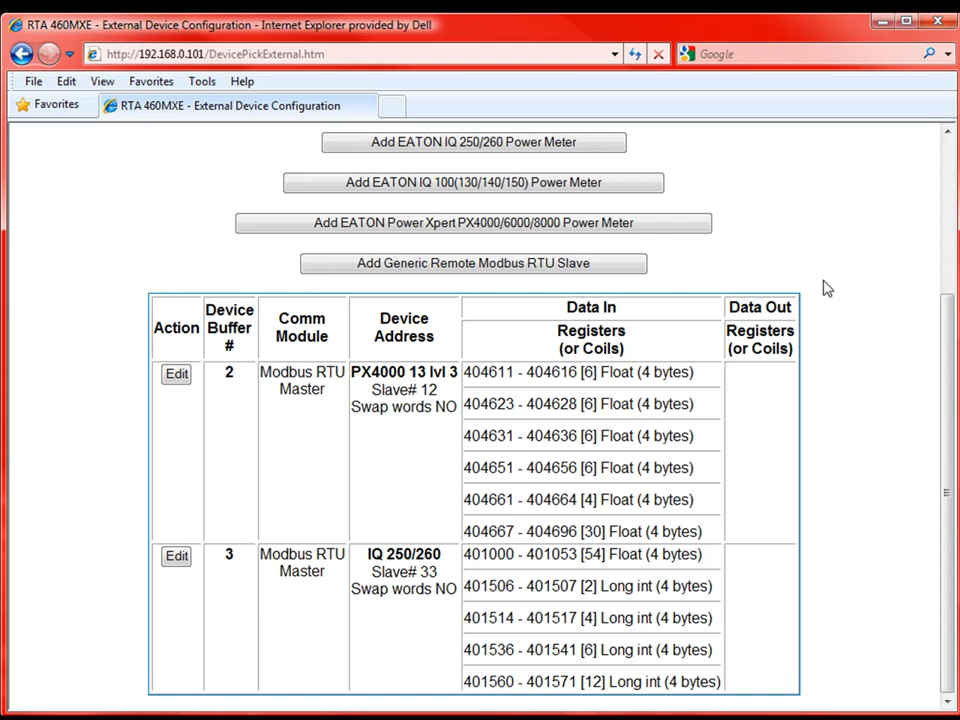 RTA 460MXE - External Device Configuration - Internet Explorer provided by Dell
http://192.168.0.101/DevicePickExternal.htm
Google
File Edit View Favorites Tools Help
Favorites
RTA 460MXE - External Device Configuration
Add EATON IQ 250/260 Power Meter
Add EATON IQ 100(130/140/150) Power Meter
Add EATON Power Xpert PX4000/6000/8000 Power Meter
Add Generic Remote Modbus RTU Slave
Action
Device
Buffer
#
Comm
Module
Device
Address
Data In
Registers
(or Coils)
Data Out
Registers
(or Coils)
Edit
2
Modbus RTU
Master
PX4000 13 lvl 3
Slave# 12
Swap words NO
404611 - 404616 [6] Float (4 bytes)
404623 - 404628 [6] Float (4 bytes)
404631 - 404636 [6] Float (4 bytes)
404651 - 404656 [6] Float (4 bytes)
404661 - 404664 [4] Float (4 bytes)
404667 - 404696 [30] Float (4 bytes)
Edit
3
Modbus RTU
Master
IQ 250/260
Slave# 33
Swap words NO
401000 - 401053 [54] Float (4 bytes)
401506 - 401507 [2] Long int (4 bytes)
401514 - 401517 [4] Long int (4 bytes)
401536 - 401541 [6] Long int (4 bytes)
401560 - 401571 [12] Long int (4 bytes)